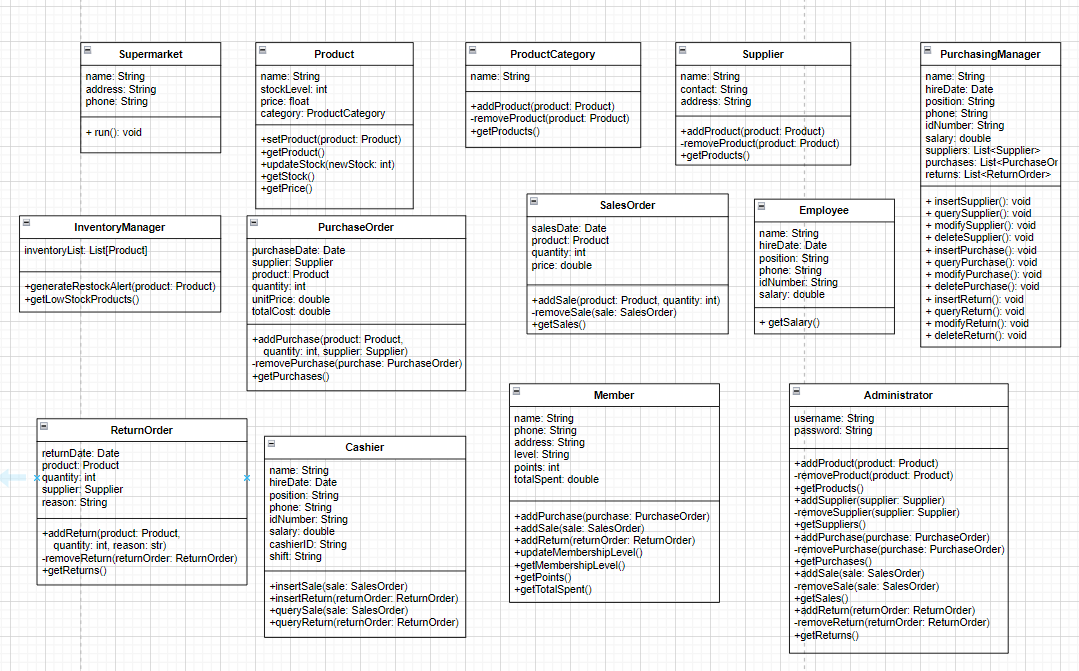 Supermarket
name: String
address: String
phone: String
+ run(): void
Product
name: String
stockLevel: int
price: float
category: ProductCategory
+setProduct(product: Product)
+getProduct()
+updateStock(newStock: int)
+getStock()
+getPrice()
ProductCategory
name: String
+addProduct(product: Product)
-removeProduct(product: Product)
+getProducts()
Supplier
name: String
contact: String
address: String
+addProduct(product: Product)
-removeProduct(product: Product)
+getProducts()
PurchasingManager
name: String
hireDate: Date
position: String
phone: String
idNumber: String
salary: double
suppliers: List<Supplier>
purchases: List<PurchaseOr
returns: List<ReturnOrder>
+ insertSupplier(): void
+ querySupplier(): void
+ modifySupplier(): void
+ deleteSupplier(): void
+ insertPurchase(): void
+ queryPurchase(): void
+ modifyPurchase(): void
+ deletePurchase(): void
+ insertReturn(): void
+ queryReturn(): void
+ modifyReturn(): void
+ deleteReturn(): void
InventoryManager
inventoryList: List[Product]
+generateRestockAlert(product: Product)
+getLowStockProducts()
PurchaseOrder
purchaseDate: Date
supplier: Supplier
product: Product
quantity: int
unitPrice: double
totalCost: double
+addPurchase(product: Product,
quantity: int, supplier: Supplier)
-removePurchase(purchase: PurchaseOrder)
+getPurchases()
SalesOrder
salesDate: Date
product: Product
quantity: int
price: double
+addSale(product: Product, quantity: int)
-removeSale(sale: SalesOrder)
+getSales()
Employee
name: String
hireDate: Date
position: String
phone: String
idNumber: String
salary: double
+ getSalary()
ReturnOrder
returnDate: Date
product: Product
quantity: int
supplier: Supplier
reason: String
+addReturn(product: Product,
quantity: int, reason: str)
-removeReturn(returnOrder: ReturnOrder)
+getReturns()
Cashier
name: String
hireDate: Date
position: String
phone: String
idNumber: String
salary: double
cashierID: String
shift: String
+insertSale(sale: SalesOrder)
+insertReturn(returnOrder: ReturnOrder)
+querySale(sale: SalesOrder)
+queryReturn(returnOrder: ReturnOrder)
Member
name: String
phone: String
address: String
level: String
points: int
totalSpent: double
+addPurchase(purchase: PurchaseOrder)
+addSale(sale: SalesOrder)
+addReturn(returnOrder: ReturnOrder)
+updateMembershipLevel()
+getMembershipLevel()
+getPoints()
+getTotalSpent()
Administrator
username: String
password: String
+addProduct(product: Product)
-removeProduct(product: Product)
+getProducts()
+addSupplier(supplier: Supplier)
-removeSupplier(supplier: Supplier)
+getSuppliers()
+addPurchase(purchase: PurchaseOrder)
-removePurchase(purchase: PurchaseOrder)
+getPurchases()
+addSale(sale: SalesOrder)
-removeSale(sale: SalesOrder)
+getSales()
+addReturn(returnOrder: ReturnOrder)
-removeReturn(returnOrder: ReturnOrder)
+getReturns()